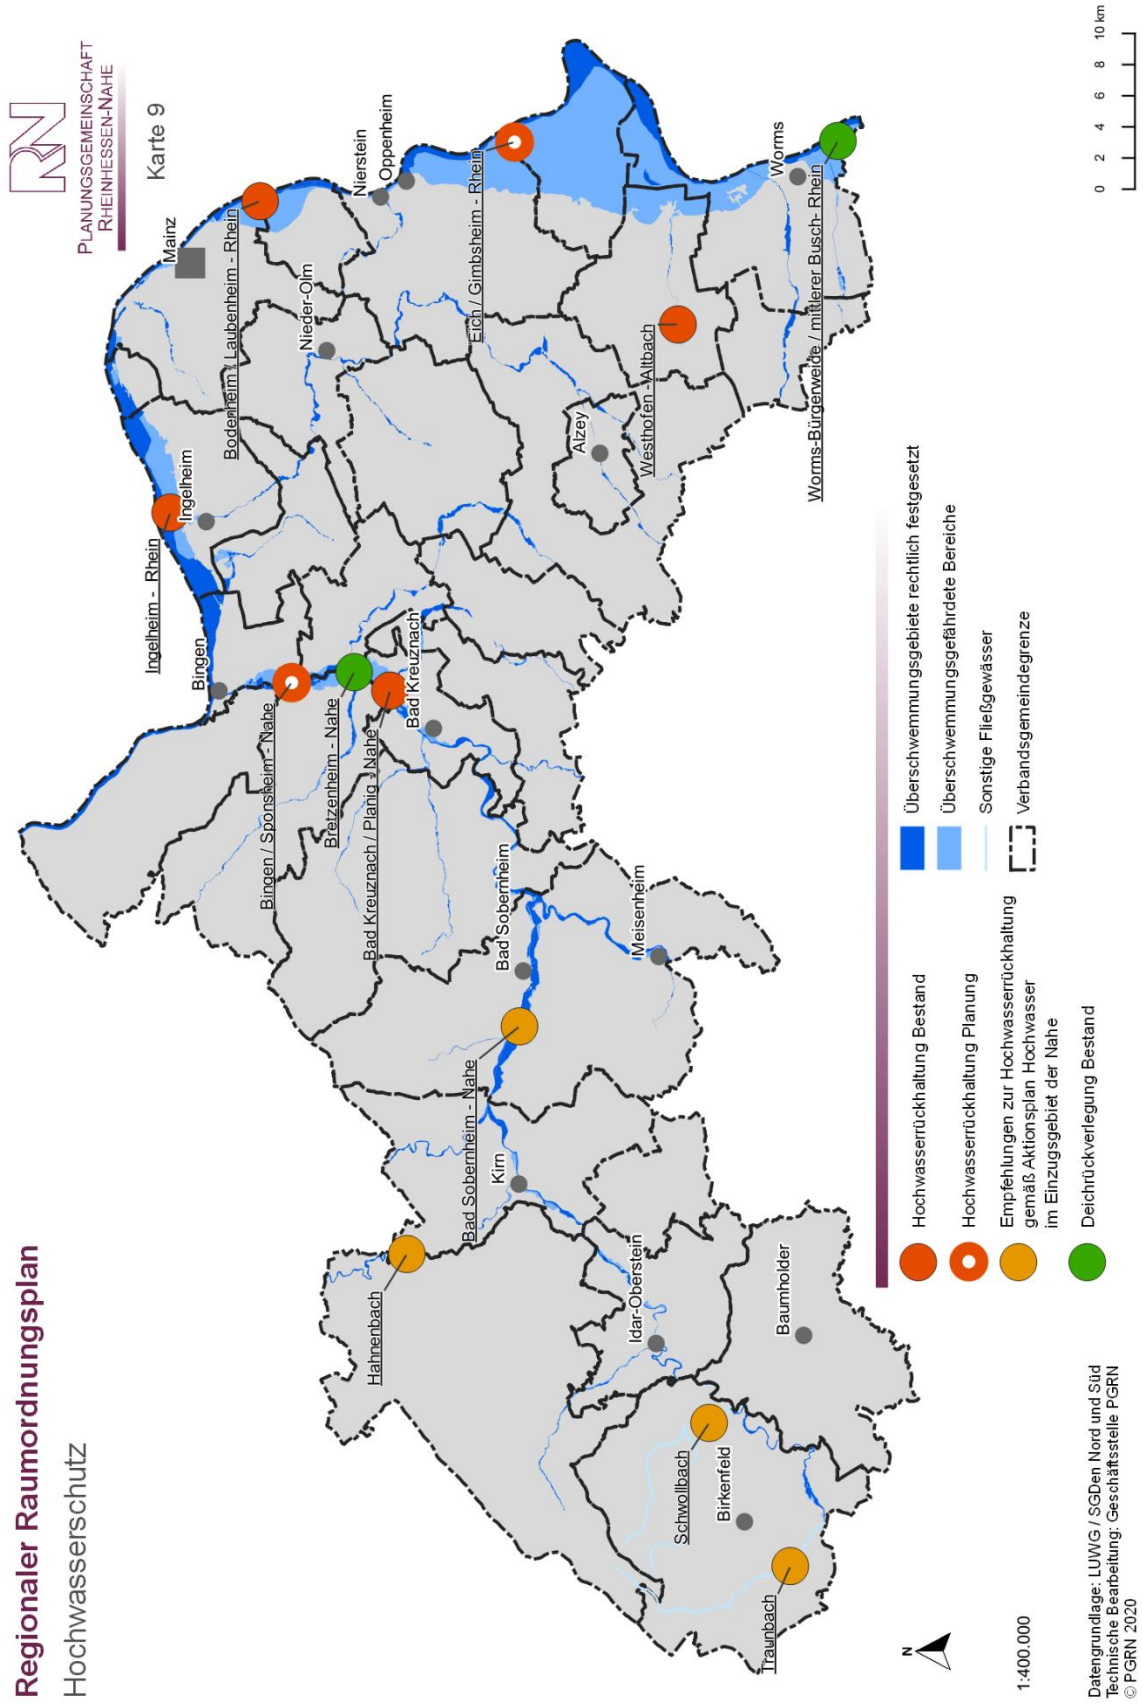 Regionaler Raumordnungsplan
Hochwasserschutz
RN
PLANUNGSGEMEINSCHAFT
RHEINHESSEN-NAHE
Karte 9
Mainz
Bodenheim / Laubenheim - Rhein
Nierstein
Oppenheim
Nieder-Olm
Eich / Gimbsheim - Rhein
Ingelheim
Ingelheim - Rhein
Bingen
Bingen / Sponsheim - Nahe
Bretzenheim - Nahe
Bad Kreuznach / Planig - Nahe
Bad Kreuznach
Alzey
Westhofen - Altbach
Worms
Worms-Bürgerweide / mittlerer Busch- Rhein
Bad Sobernheim
Meisenheim
Bad Sobernheim - Nahe
Kirn
Hahnenbach
Idar-Oberstein
Baumholder
Schwollbach
Birkenfeld
Traunbach
N
1:400.000
Hochwasserrückhaltung Bestand
Hochwasserrückhaltung Planung
Empfehlungen zur Hochwasserrückhaltung
gemäß Aktionsplan Hochwasser
im Einzugsgebiet der Nahe
Deichrückverlegung Bestand
Überschwemmungsgebiete rechtlich festgesetzt
Überschwemmungsgefährdete Bereiche
Sonstige Fließgewässer
Verbandsgemeindegrenze
0 2 4 6 8 10 km
Datengrundlage: LUWG / SGDen Nord und Süd
Technische Bearbeitung: Geschäftsstelle PGRN
© PGRN 2020